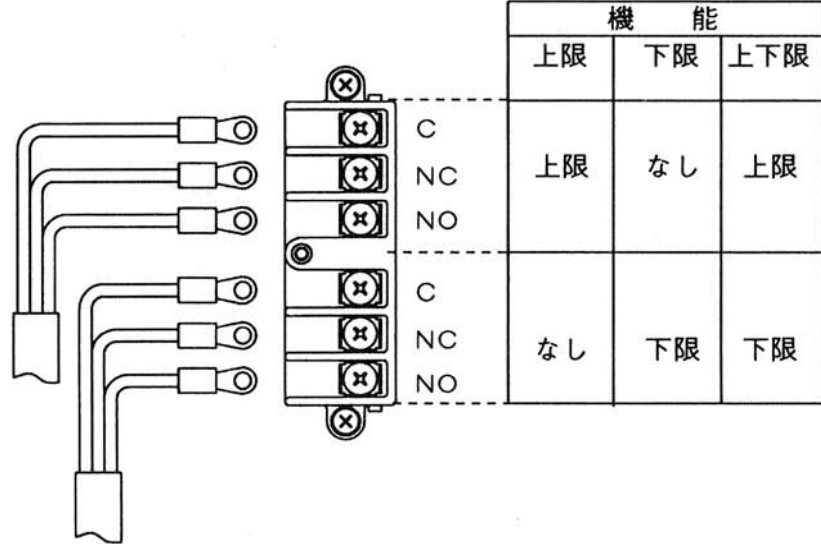 機 能
上限 下限 上下限
C
NC
NO
上限 なし 上限
C
NC
NO
なし 下限 下限